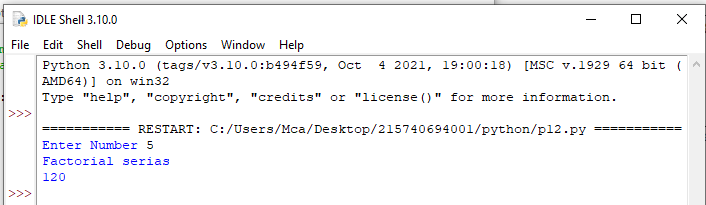 IDLE Shell 3.10.0
File Edit Shell Debug Options Window Help
Python 3.10.0 (tags/v3.10.0:b494f59, Oct  4 2021, 19:00:18) [MSC v.1929 64 bit (
AMD64)] on win32
Type "help", "copyright", "credits" or "license()" for more information.
>>>
=========== RESTART: C:/Users/Mca/Desktop/215740694001/python/p12.py ===========
Enter Number 5
Factorial serias
120
>>>